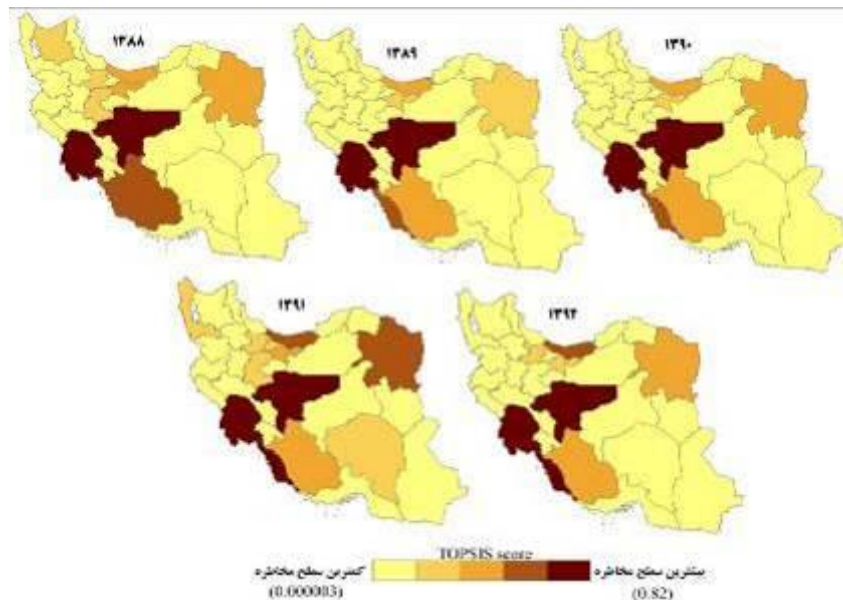 ۱۳۸۸
۱۳۸۹
۱۳۹۰
۱۳۹۱
۱۳۹۲
TOPSIS score
کمترین سطح مخاطره
(0.000003)
بیشترین سطح مخاطره
(0.82)